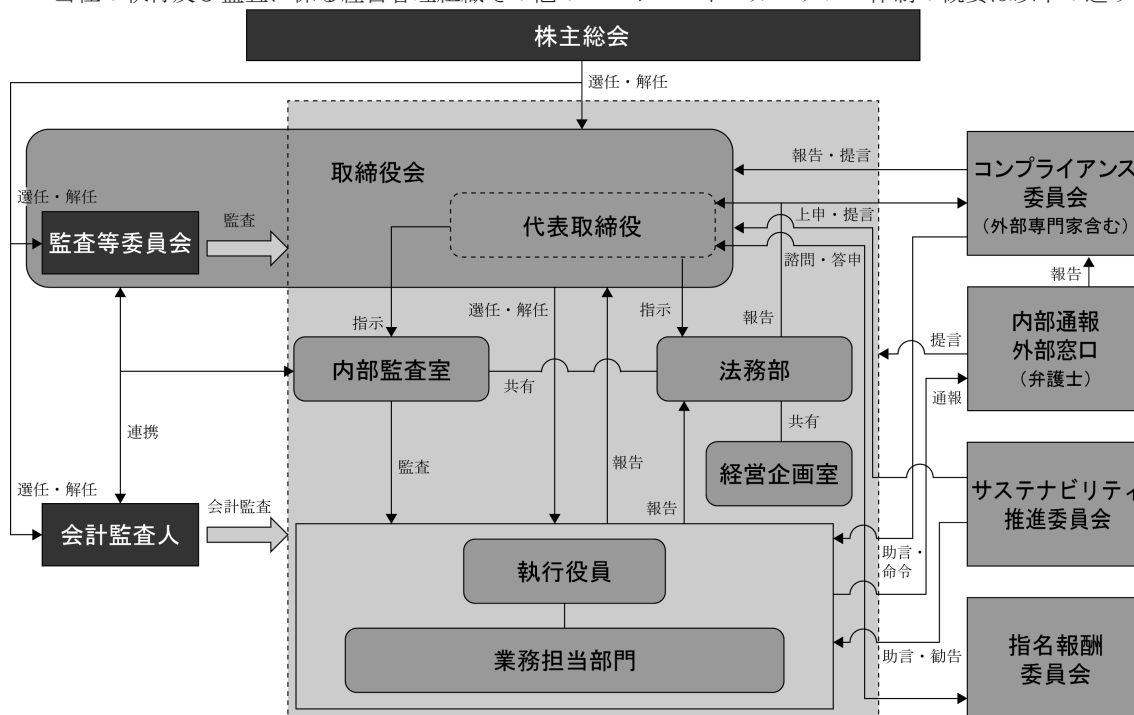 株主総会
選任・解任
取締役会
コンプライアンス
委員会
(外部専門家含む)
報告・提言
選任・解任
監査等委員会
監査
代表取締役
上申・提言
諮問・答申
報告
指示
選任・解任
指示
報告
内部通報
外部窓口
(弁護士)
提言
通報
内部監査室
共有
法務部
共有
連携
監査
報告
報告
経営企画室
サステナビリティ
推進委員会
選任・解任
会計監査人
会計監査
執行役員
助言・
命令
業務担当部門
助言・勧告
指名報酬
委員会